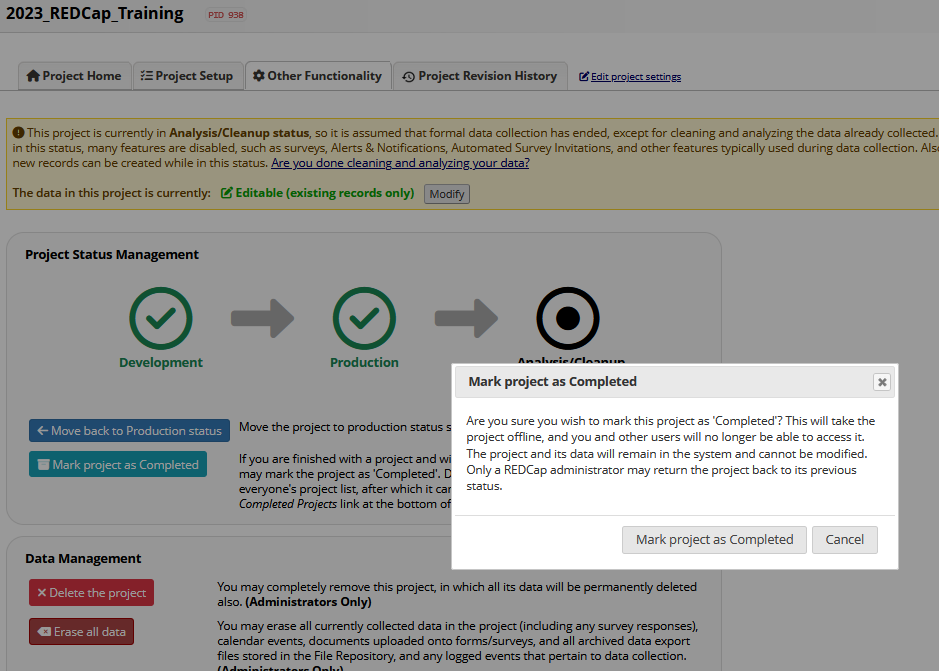 2023_REDCap_Training PID 938
Project Home Project Setup Other Functionality Project Revision History Edit project settings
This project is currently in Analysis/Cleanup status, so it is assumed that formal data collection has ended, except for cleaning and analyzing the data already collected.
in this status, many features are disabled, such as surveys, Alerts & Notifications, Automated Survey Invitations, and other features typically used during data collection. Also
new records can be created while in this status. Are you done cleaning and analyzing your data?
The data in this project is currently: Editable (existing records only) Modify
Project Status Management
Development Production Analysis/Cleanup
Move back to Production status Move the project to production status s
Mark project as Completed If you are finished with a project and wi
may mark the project as 'Completed'. D
everyone's project list, after which it can
Completed Projects link at the bottom of
Mark project as Completed
Are you sure you wish to mark this project as 'Completed'? This will take the
project offline, and you and other users will no longer be able to access it.
The project and its data will remain in the system and cannot be modified.
Only a REDCap administrator may return the project back to its previous
status.
Mark project as Completed Cancel
Data Management
Delete the project You may completely remove this project, in which all its data will be permanently deleted
also. (Administrators Only)
Erase all data You may erase all currently collected data in the project (including any survey responses),
calendar events, documents uploaded onto forms/surveys, and all archived data export
files stored in the File Repository, and any logged events that pertain to data collection.
(Administrators Only)